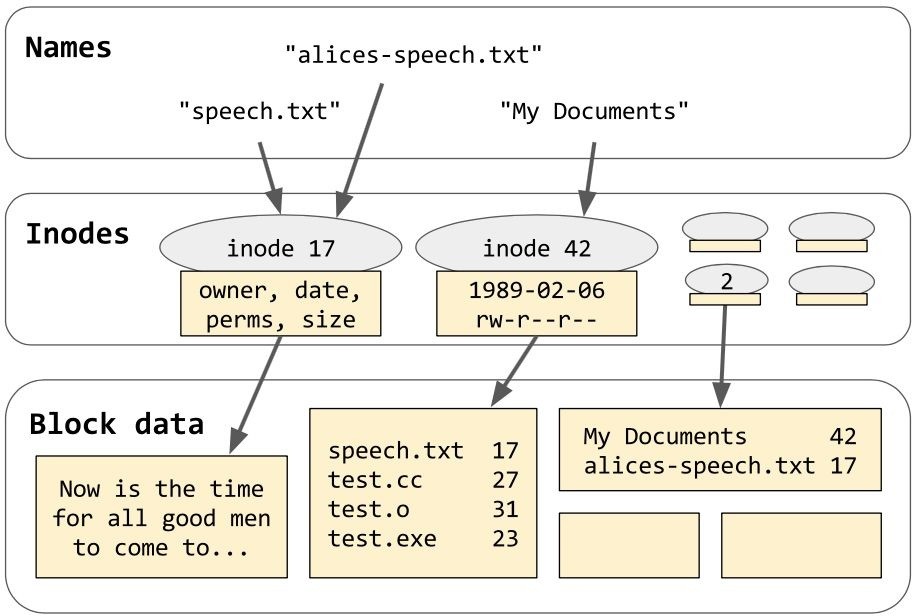 Names
"alices-speech.txt"
"speech.txt"
"My Documents"
Inodes
inode 17
owner, date,
perms, size
inode 42
1989-02-06
rw-r--r--
2
Block data
Now is the time
for all good men
to come to...
speech.txt 17
test.cc 27
test.o 31
test.exe 23
My Documents 42
alices-speech.txt 17